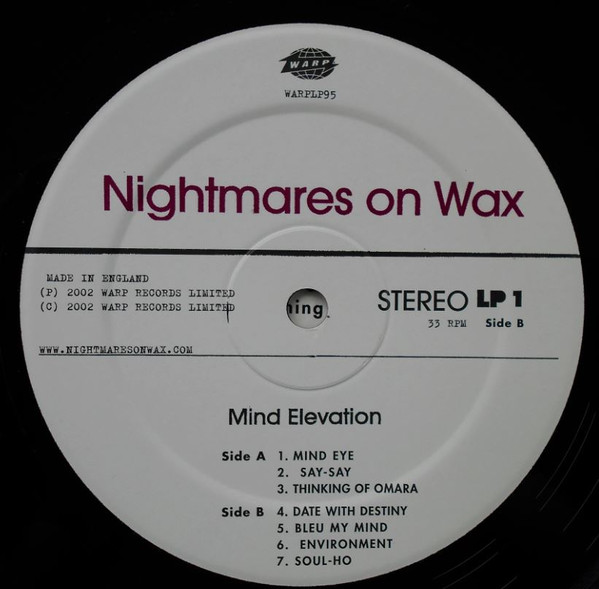 WARP
WARPLP95
Nightmares on Wax
MADE IN ENGLAND
(P) 2002 WARP RECORDS LIMITED
(C) 2002 WARP RECORDS LIMITED
hing.
STEREO LP 1
33 RPM Side B
WWW.NIGHTMARESONWAX.COM
Mind Elevation
Side A 1. MIND EYE
2. SAY-SAY
3. THINKING OF OMARA
Side B 4. DATE WITH DESTINY
5. BLEU MY MIND
6. ENVIRONMENT
7. SOUL-HO